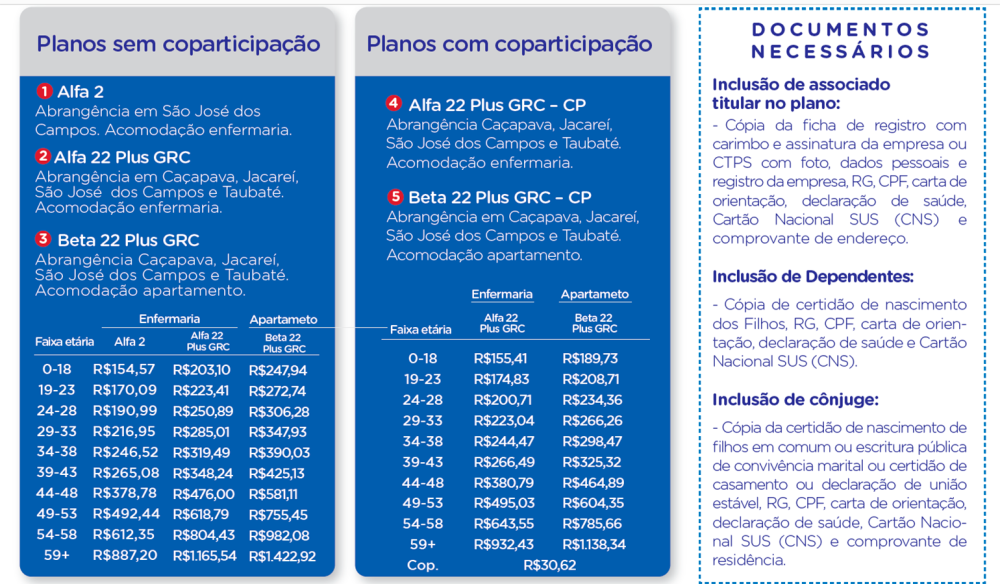 Planos sem coparticipação
1 Alfa 2
Abrangência em São José dos
Campos. Acomodação enfermaria.
2 Alfa 22 Plus GRC
Abrangência em Caçapava, Jacareí,
São José dos Campos e Taubaté.
Acomodação enfermaria.
3 Beta 22 Plus GRC
Abrangência Caçapava, Jacareí,
São José dos Campos e Taubaté.
Acomodação apartamento.
Enfermaria Apartameto
Faixa etária Alfa 2 Alfa 22 Plus GRC Beta 22 Plus GRC
0-18 R$154,57 R$203,10 R$247,94
19-23 R$170,09 R$223,41 R$272,74
24-28 R$190,99 R$250,89 R$306,28
29-33 R$216,95 R$285,01 R$347,93
34-38 R$246,52 R$319,49 R$390,03
39-43 R$265,08 R$348,24 R$425,13
44-48 R$378,78 R$476,00 R$581,11
49-53 R$492,44 R$618,79 R$755,45
54-58 R$612,35 R$804,43 R$982,08
59+ R$887,20 R$1.165,54 R$1.422,92
Planos com coparticipação
4 Alfa 22 Plus GRC – CP
Abrangência Caçapava, Jacareí,
São José dos Campos e Taubaté.
Acomodação enfermaria.
5 Beta 22 Plus GRC – CP
Abrangência em Caçapava, Jacareí,
São José dos Campos e Taubaté.
Acomodação apartamento.
Enfermaria Apartameto
Faixa etária Alfa 22 Plus GRC Beta 22 Plus GRC
0-18 R$155,41 R$189,73
19-23 R$174,83 R$208,71
24-28 R$200,71 R$234,36
29-33 R$223,04 R$266,26
34-38 R$244,47 R$298,47
39-43 R$266,49 R$325,32
44-48 R$380,79 R$464,89
49-53 R$495,03 R$604,35
54-58 R$643,55 R$785,66
59+ R$932,43 R$1.138,34
Cop. R$30,62
DOCUMENTOS
NECESSÁRIOS
Inclusão de associado
titular no plano:
- Cópia da ficha de registro com
carimbo e assinatura da empresa ou
CTPS com foto, dados pessoais e
registro da empresa, RG, CPF, carta de
orientação, declaração de saúde,
Cartão Nacional SUS (CNS) e
comprovante de endereço.
Inclusão de Dependentes:
- Cópia de certidão de nascimento
dos Filhos, RG, CPF, carta de orien-
tação, declaração de saúde e Cartão
Nacional SUS (CNS).
Inclusão de cônjuge:
- Cópia da certidão de nascimento de
filhos em comum ou escritura pública
de convivência marital ou certidão de
casamento ou declaração de união
estável, RG, CPF, carta de orientação,
declaração de saúde, Cartão Nacio-
nal SUS (CNS) e comprovante de
residência.